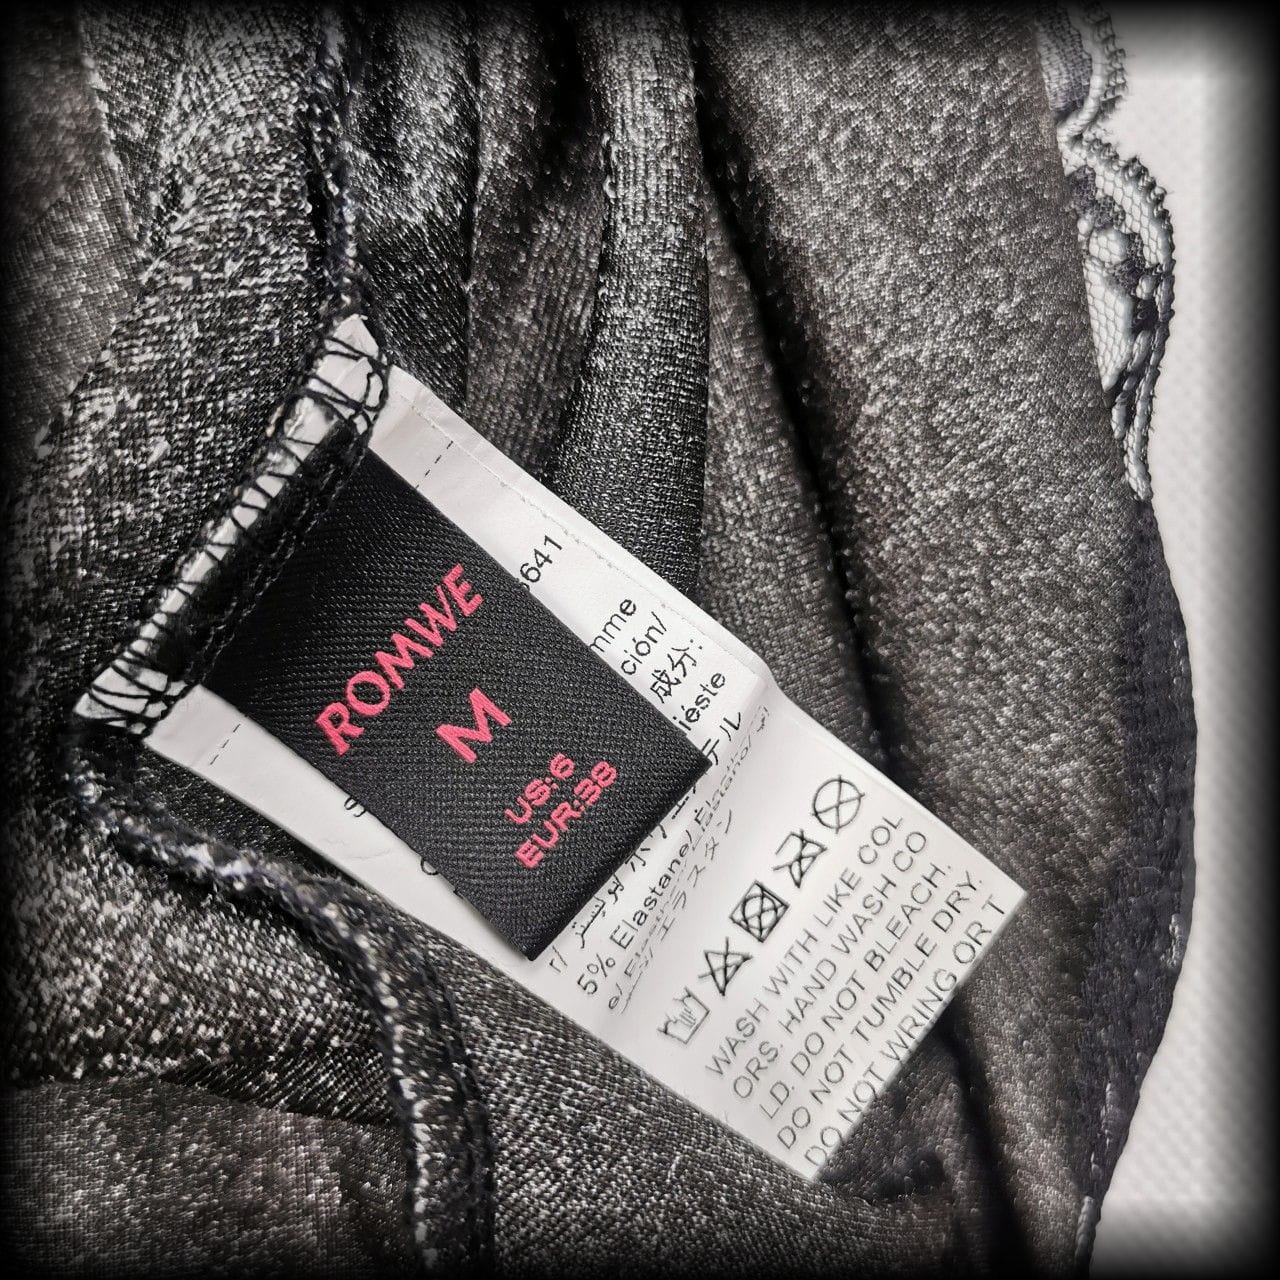 ROMWE
M
US:6
EUR:38
641
mme
ción/
成分:
iéste
テル
5% Elastane/ Élasthan
エラスタン
WASH WITH LIKE COL
ORS. HAND WASH CO
LD. DO NOT BLEACH.
DO NOT TUMBLE DRY.
DO NOT WRING OR T